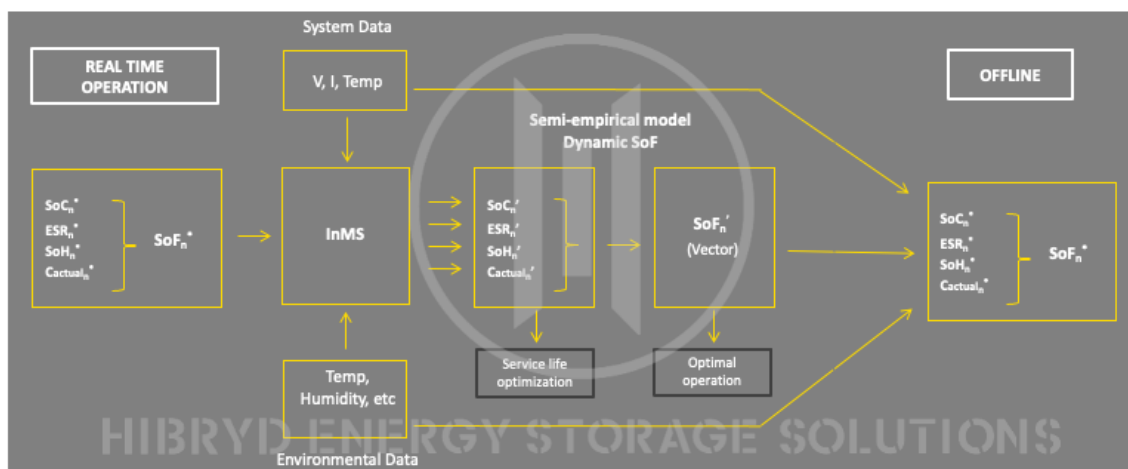 System Data
REAL TIME
OPERATION
V, I, Temp
OFFLINE
Semi-empirical model
Dynamic SoF
SoCn*
ESRn*
SoHn*
Cactualn*
SoFn*
InMS
SoCn′
ESRn′
SoHn′
Cactualn′
SoFn′
(Vector)
SoCn*
ESRn*
SoHn*
Cactualn*
SoFn*
Temp,
Humidity, etc
Service life
optimization
Optimal
operation
HIBRYD ENERGY STORAGE SOLUTIONS
Environmental Data